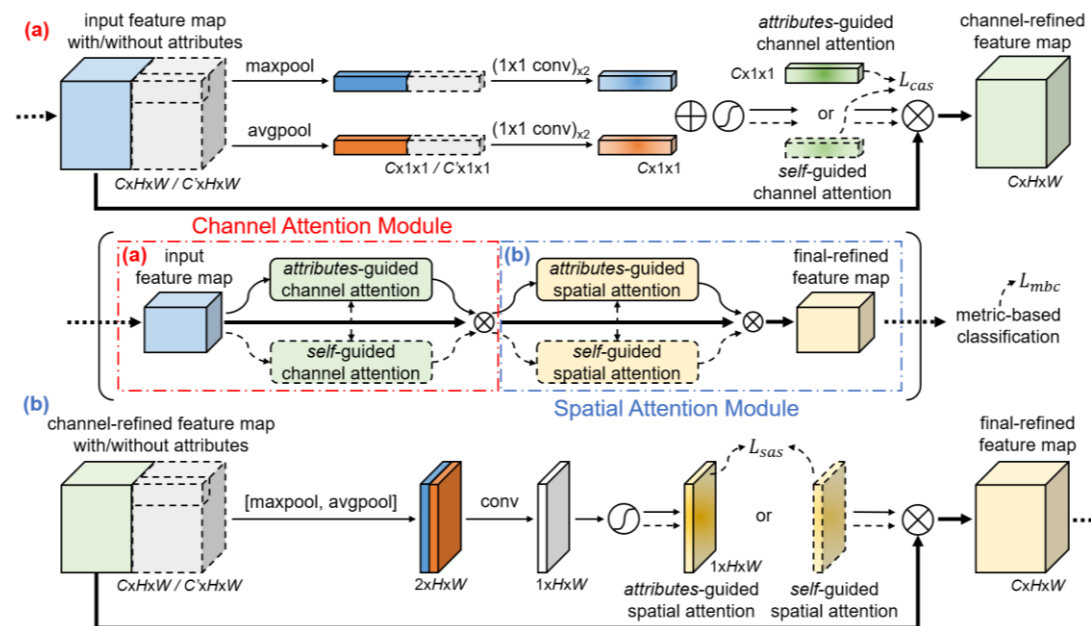 (a)
input feature map
with/without attributes
maxpool
(1x1 conv)x2
avgpool
(1x1 conv)x2
CxHxW / C'xHxW
Cx1x1 / C'x1x1
Cx1x1
attributes-guided
channel attention
Cx1x1
L_cas
or
self-guided
channel attention
channel-refined
feature map
CxHxW
Channel Attention Module
(a)
input
feature map
attributes-guided
channel attention
self-guided
channel attention
(b)
attributes-guided
spatial attention
self-guided
spatial attention
final-refined
feature map
L_mbc
metric-based
classification
Spatial Attention Module
(b)
channel-refined feature map
with/without attributes
[maxpool, avgpool]
conv
CxHxW / C'xHxW
2xHxW
1xHxW
L_sas
or
1xHxW
attributes-guided
spatial attention
self-guided
spatial attention
final-refined
feature map
CxHxW